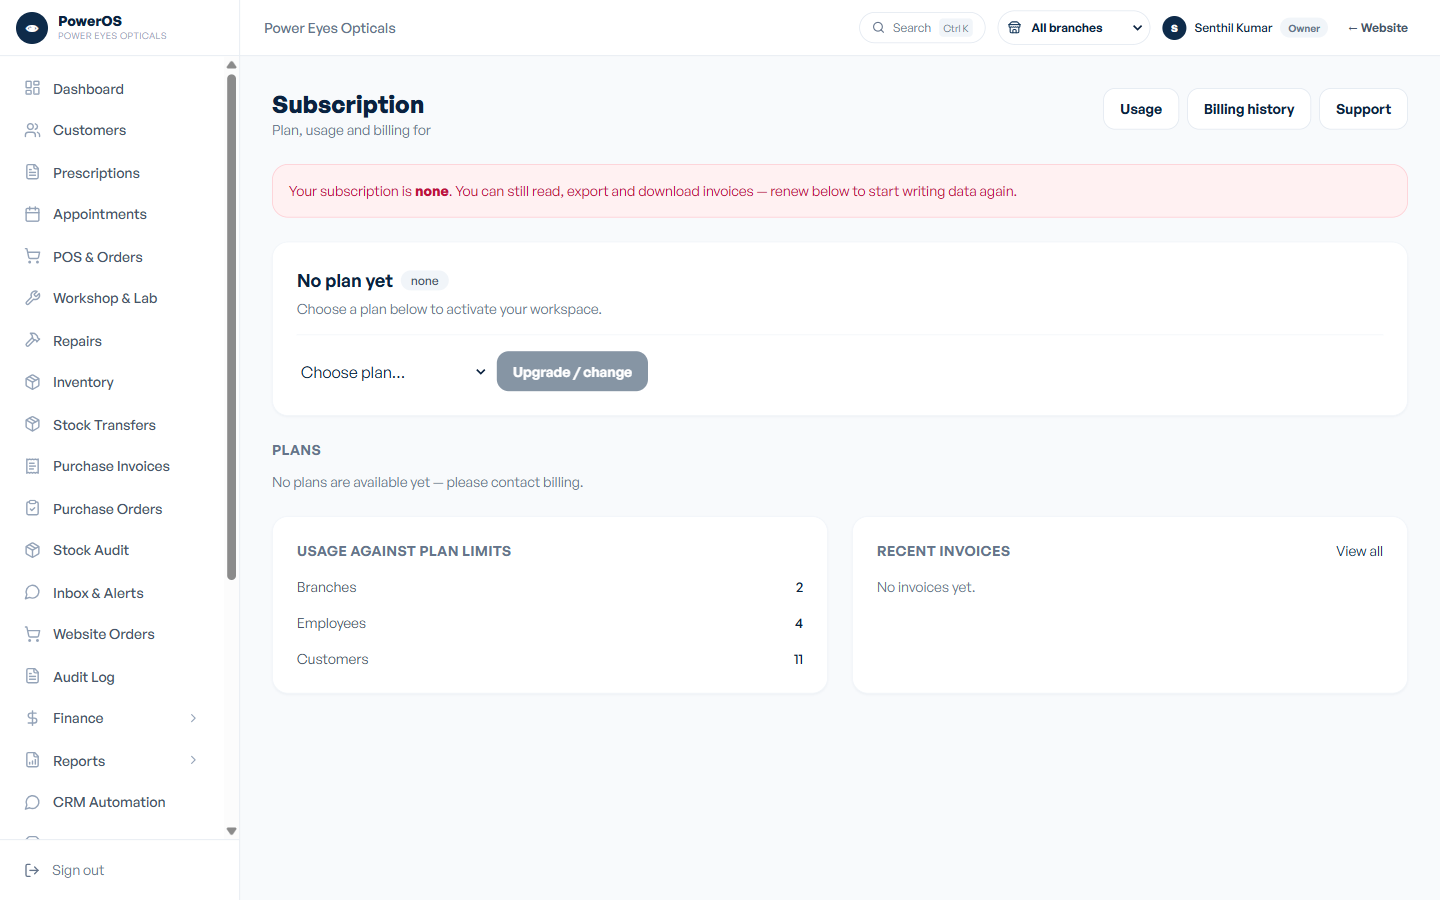 PowerOS
POWER EYES OPTICALS
Power Eyes Opticals
Search Ctrl K
All branches
S Senthil Kumar Owner
← Website
Dashboard
Customers
Prescriptions
Appointments
POS & Orders
Workshop & Lab
Repairs
Inventory
Stock Transfers
Purchase Invoices
Purchase Orders
Stock Audit
Inbox & Alerts
Website Orders
Audit Log
Finance
Reports
CRM Automation
Sign out
Subscription
Plan, usage and billing for
Usage
Billing history
Support
Your subscription is none. You can still read, export and download invoices — renew below to start writing data again.
No plan yet none
Choose a plan below to activate your workspace.
Choose plan...
Upgrade / change
PLANS
No plans are available yet — please contact billing.
USAGE AGAINST PLAN LIMITS
Branches 2
Employees 4
Customers 11
RECENT INVOICES
View all
No invoices yet.